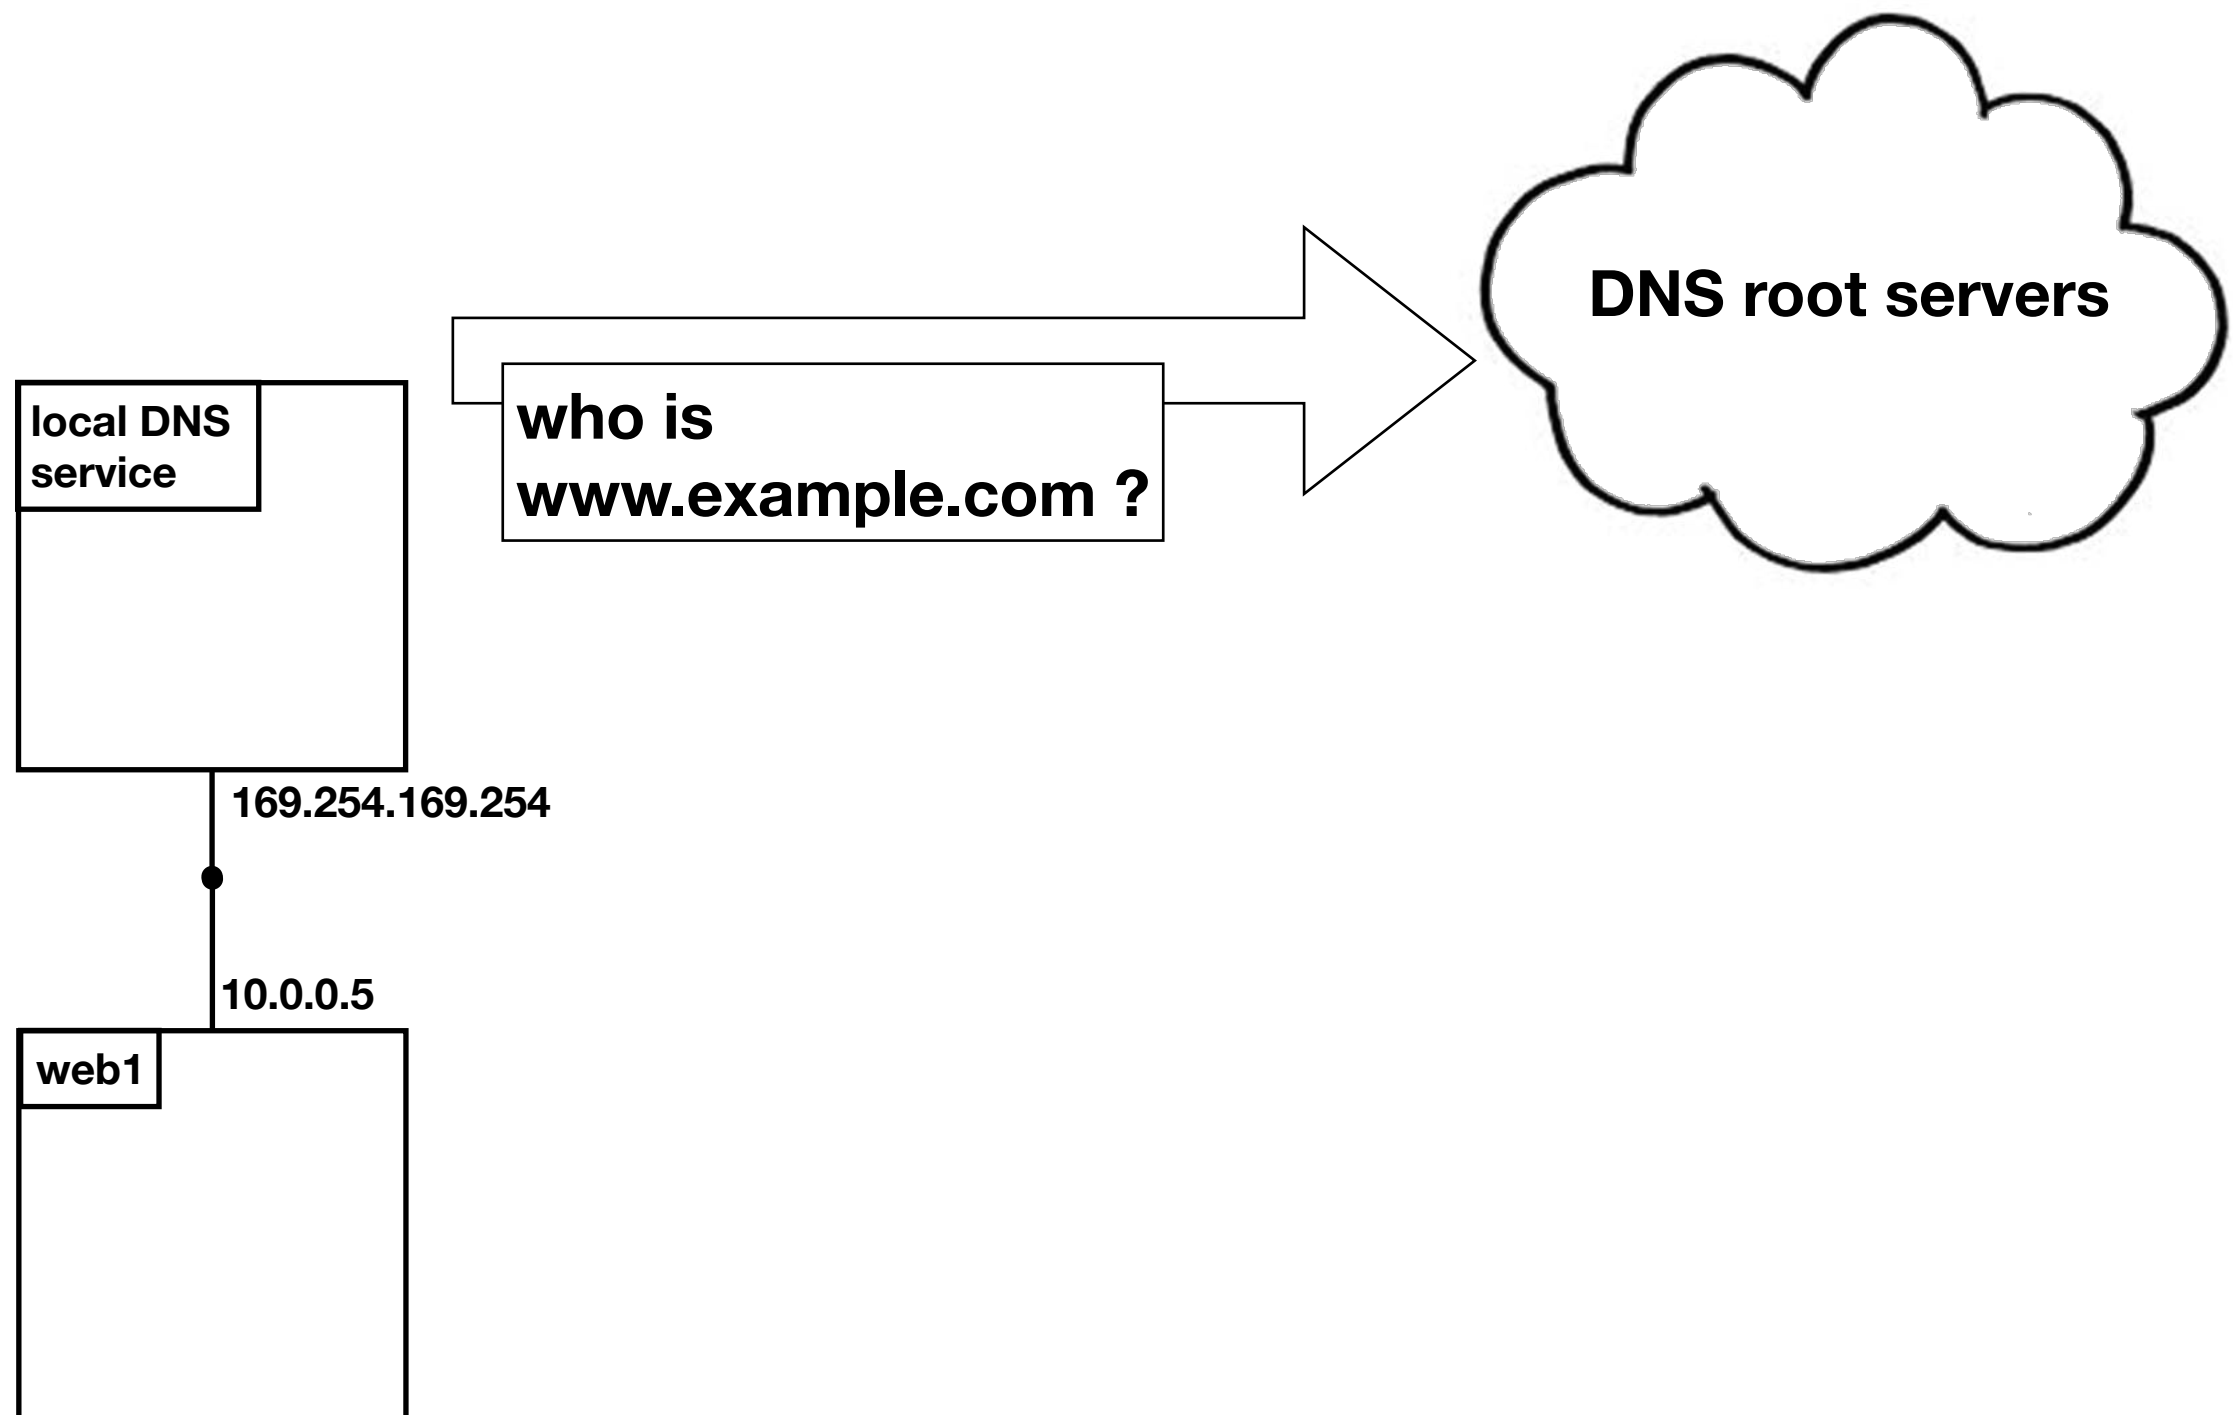 DNS root servers
who is
www.example.com ?
local DNS
service
169.254.169.254
10.0.0.5
web1